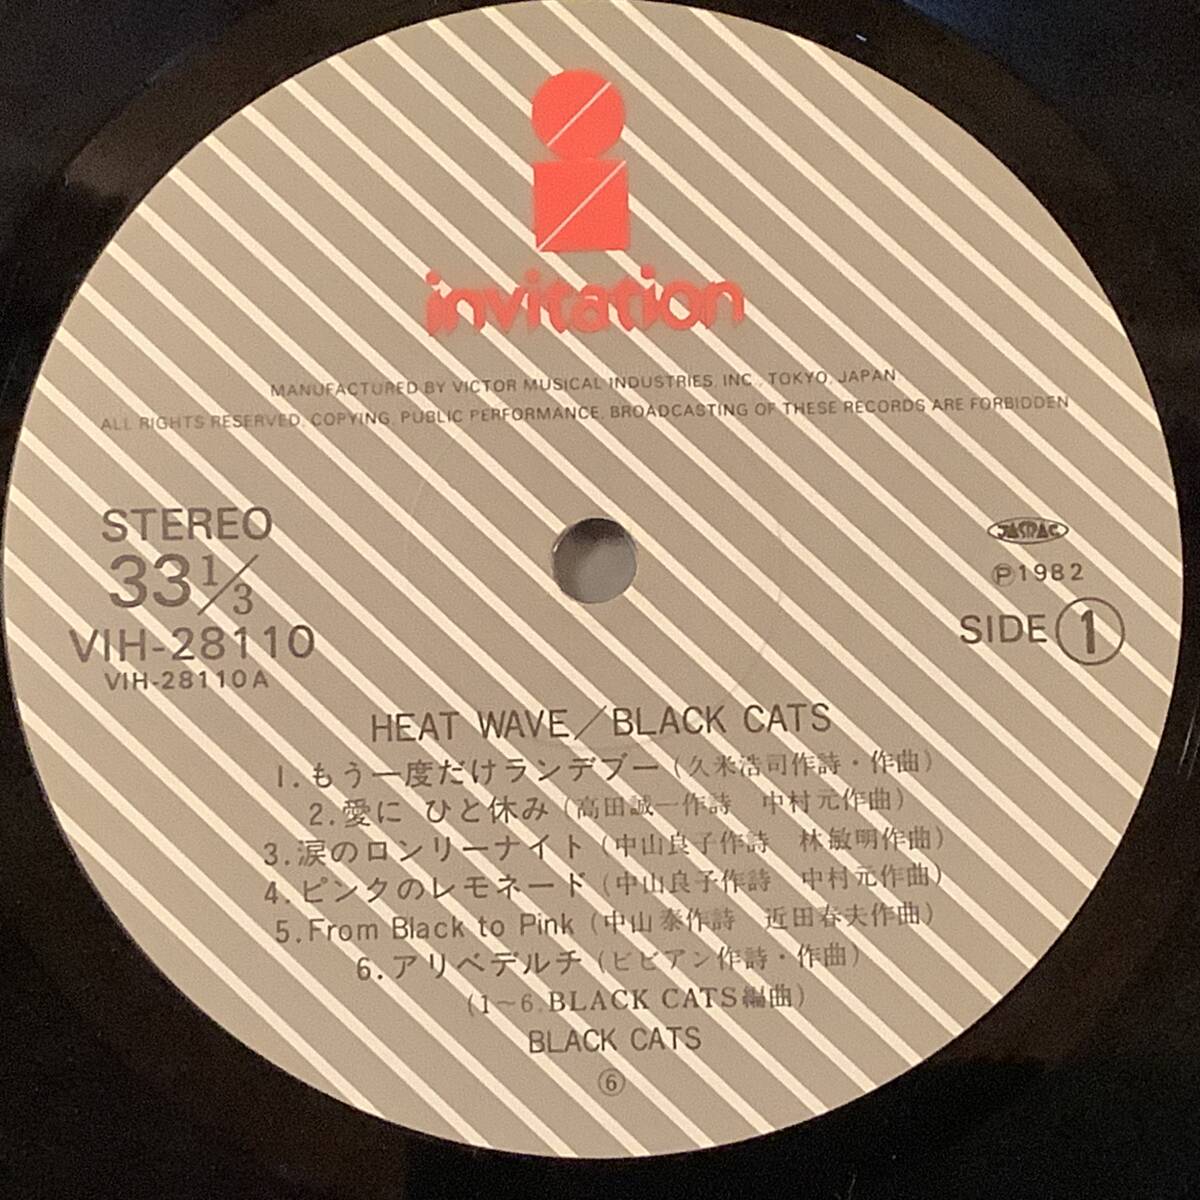 invitation
MANUFACTURED BY VICTOR MUSICAL INDUSTRIES, INC., TOKYO, JAPAN
ALL RIGHTS RESERVED, COPYING, PUBLIC PERFORMANCE, BROADCASTING OF THESE RECORDS ARE FORBIDDEN
STEREO
33 1/3
VIH-28110
VIH-28110A
JASRAC
Ⓟ1982
SIDE ①
HEAT WAVE／BLACK CATS
1.もう一度だけランデブー(久米浩司作詩・作曲)
2.愛に ひと休み(高田誠一作詩 中村元作曲)
3.涙のロンリーナイト(中山良子作詩 林敏明作曲)
4.ピンクのレモネード(中山良子作詩 中村元作曲)
5.From Black to Pink(中山泰作詩 近田春夫作曲)
6.アリベデルチ(ビビアン作詩・作曲)
(1～6.BLACK CATS編曲)
BLACK CATS
⑥